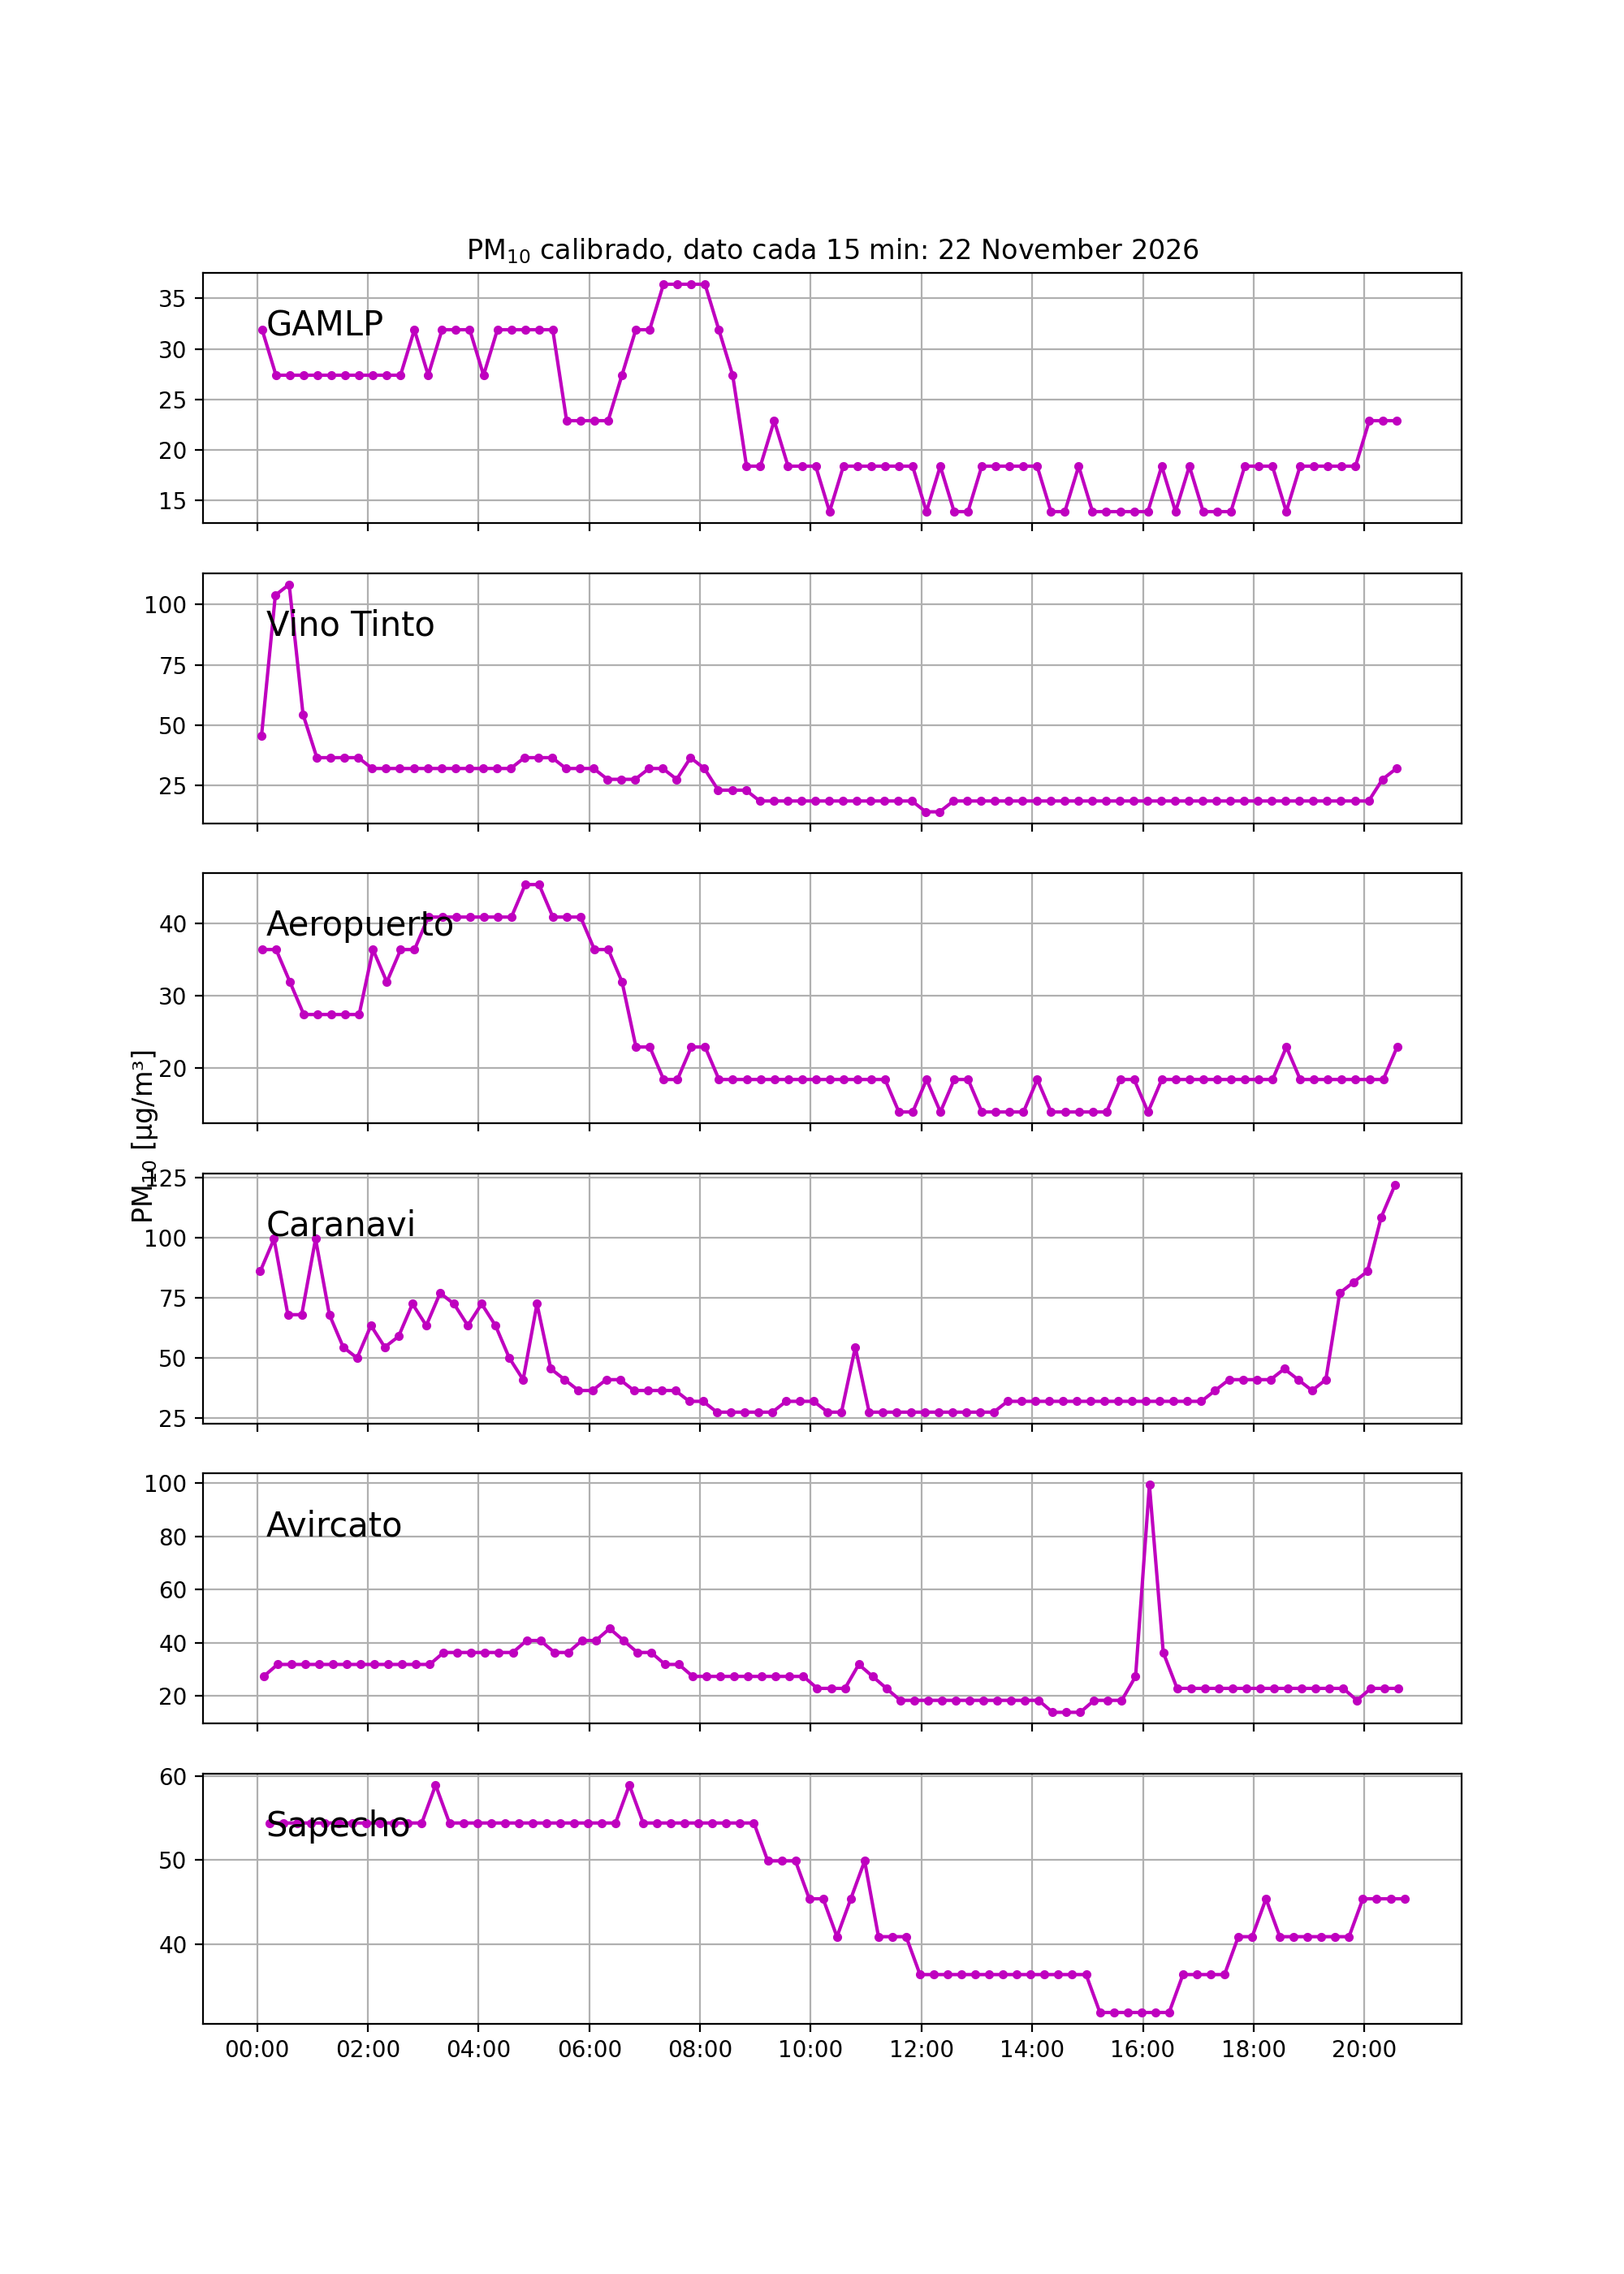 PM₁₀ calibrado, dato cada 15 min: 22 November 2026
35
30
25
20
15
GAMLP
100
75
50
25
Vino Tinto
40
30
20
Aeropuerto
PM₁₀ [µg/m³]
125
100
75
50
25
Caranavi
100
80
60
40
20
Avircato
60
50
40
Sapecho
00:00 02:00 04:00 06:00 08:00 10:00 12:00 14:00 16:00 18:00 20:00